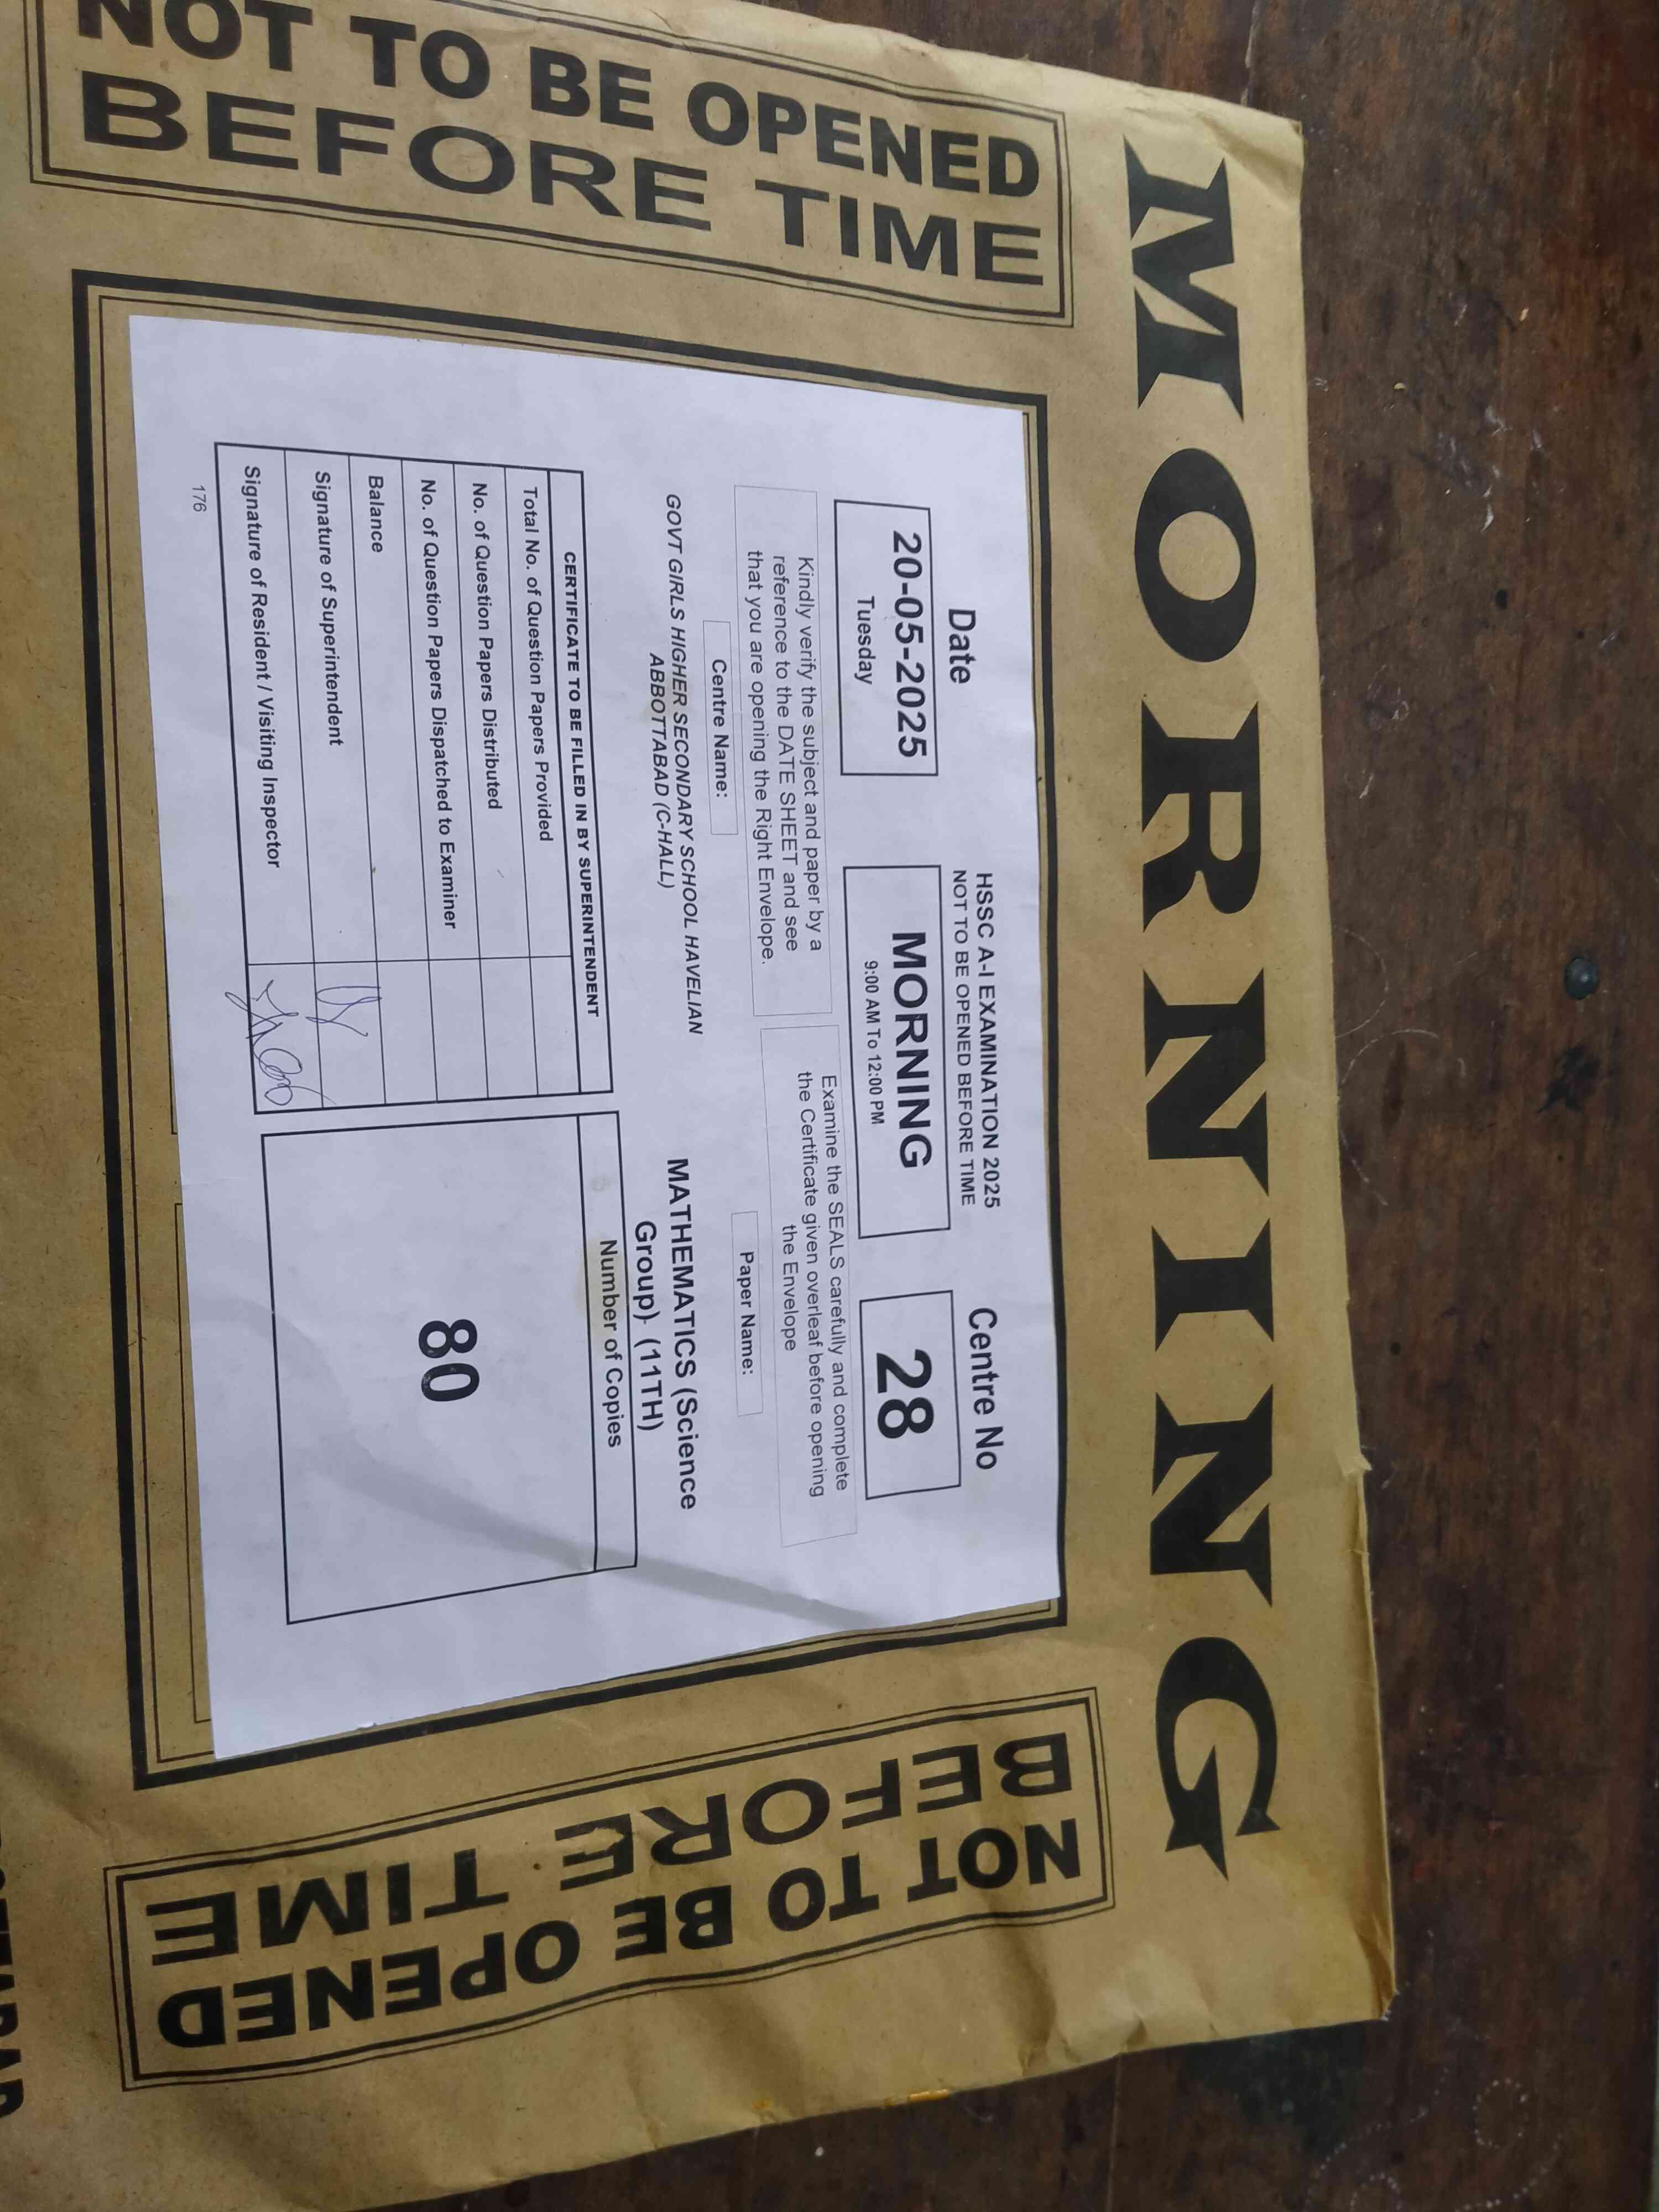 MORNING
NOT TO BE OPENED
BEFORE TIME
Date
20-05-2025
Tuesday
HSSC A-I EXAMINATION 2025
NOT TO BE OPENED BEFORE TIME
MORNING
9:00 AM To 12:00 PM
Centre No
28
Kindly verify the subject and paper by a
reference to the DATE SHEET and see
that you are opening the Right Envelope.
Examine the SEALS carefully and complete
the Certificate given overleaf before opening
the Envelope
Centre Name:
GOVT GIRLS HIGHER SECONDARY SCHOOL HAVELIAN
ABBOTTABAD (C-HALL)
Paper Name:
MATHEMATICS (Science
Group)- (11TH)
CERTIFICATE TO BE FILLED IN BY SUPERINTENDENT
Total No. of Question Papers Provided
No. of Question Papers Distributed
No. of Question Papers Dispatched to Examiner
Balance
Signature of Superintendent
Signature of Resident / Visiting Inspector
Number of Copies
80
176
NOT TO BE OPENED
BEFORE TIME